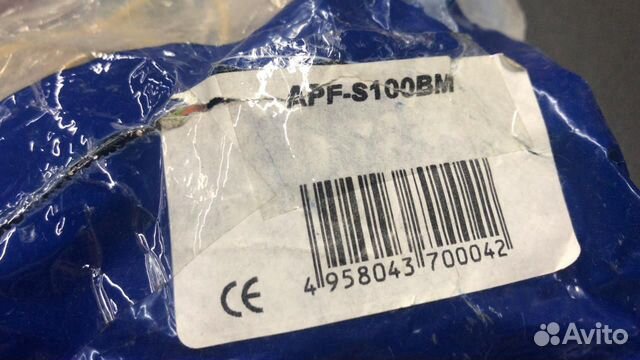 APF-S100BM
4 958043 700042
CE
Avito